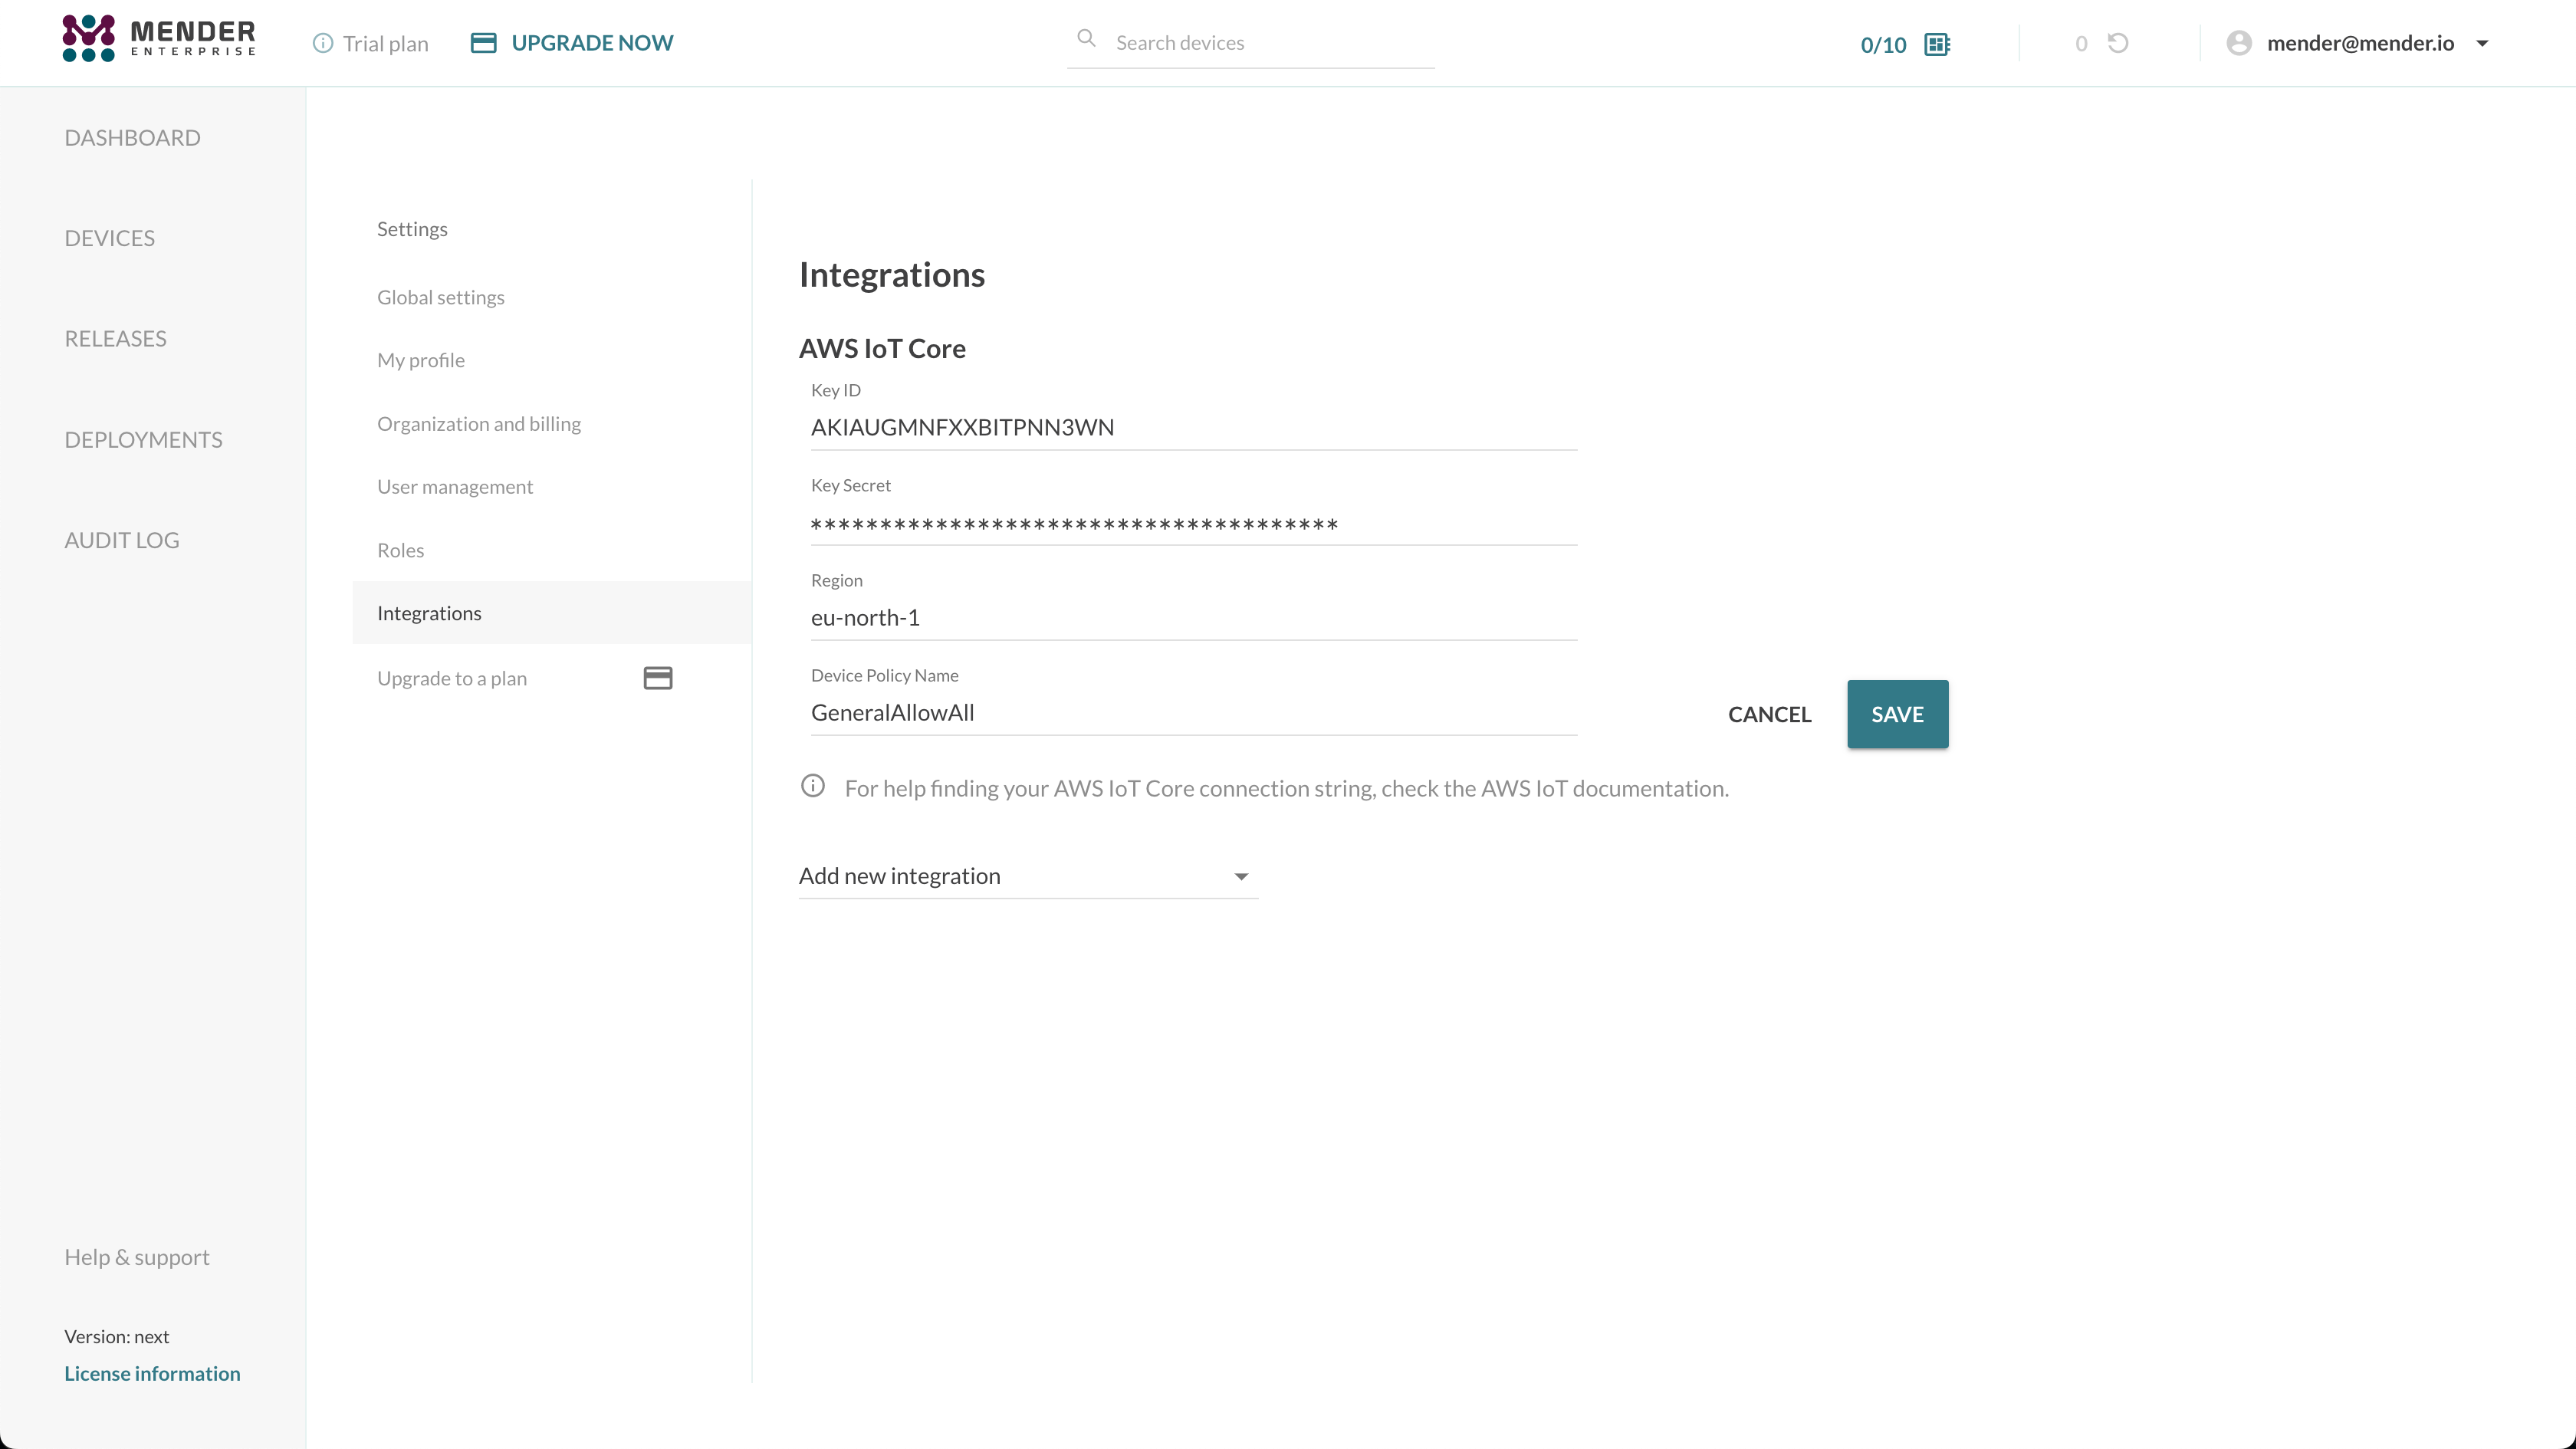 MENDER
ENTERPRISE
Trial plan
UPGRADE NOW
Search devices
0/10
0
mender@mender.io
DASHBOARD
DEVICES
RELEASES
DEPLOYMENTS
AUDIT LOG
Help & support
Version: next
License information
Settings
Global settings
My profile
Organization and billing
User management
Roles
Integrations
Upgrade to a plan
Integrations
AWS IoT Core
Key ID
AKIAUGMNFXXBITPNN3WN
Key Secret
**************************************
Region
eu-north-1
Device Policy Name
GeneralAllowAll
CANCEL
SAVE
For help finding your AWS IoT Core connection string, check the AWS IoT documentation.
Add new integration